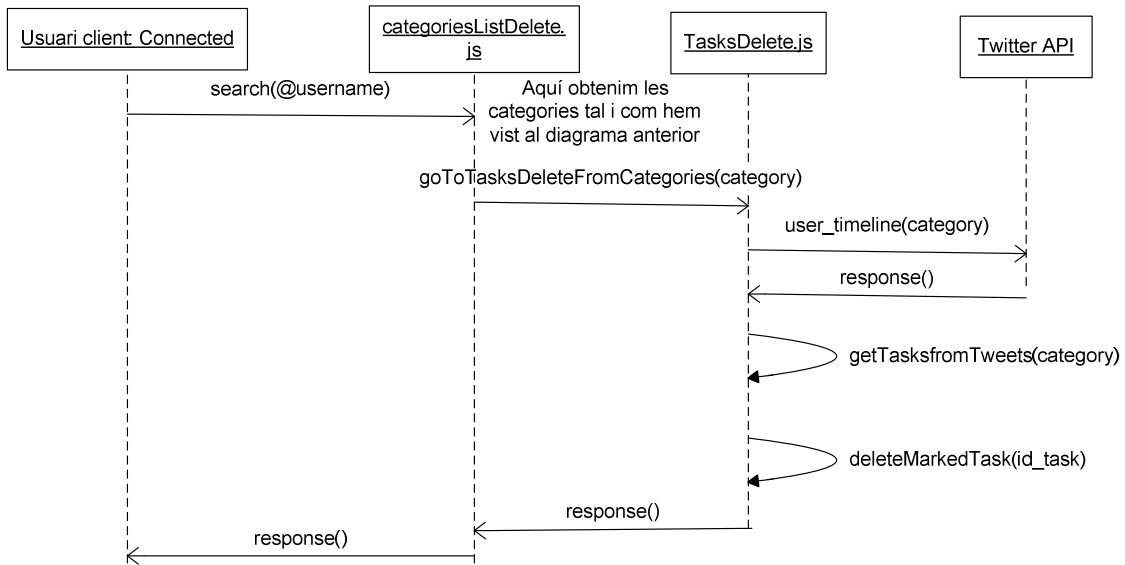 Usuari client: Connected
categoriesListDelete.
js
TasksDelete.js
Twitter API
search(@username)
Aquí obtenim les
categories tal i com hem
vist al diagrama anterior
goToTasksDeleteFromCategories(category)
user_timeline(category)
response()
getTasksfromTweets(category)
deleteMarkedTask(id_task)
response()
response()